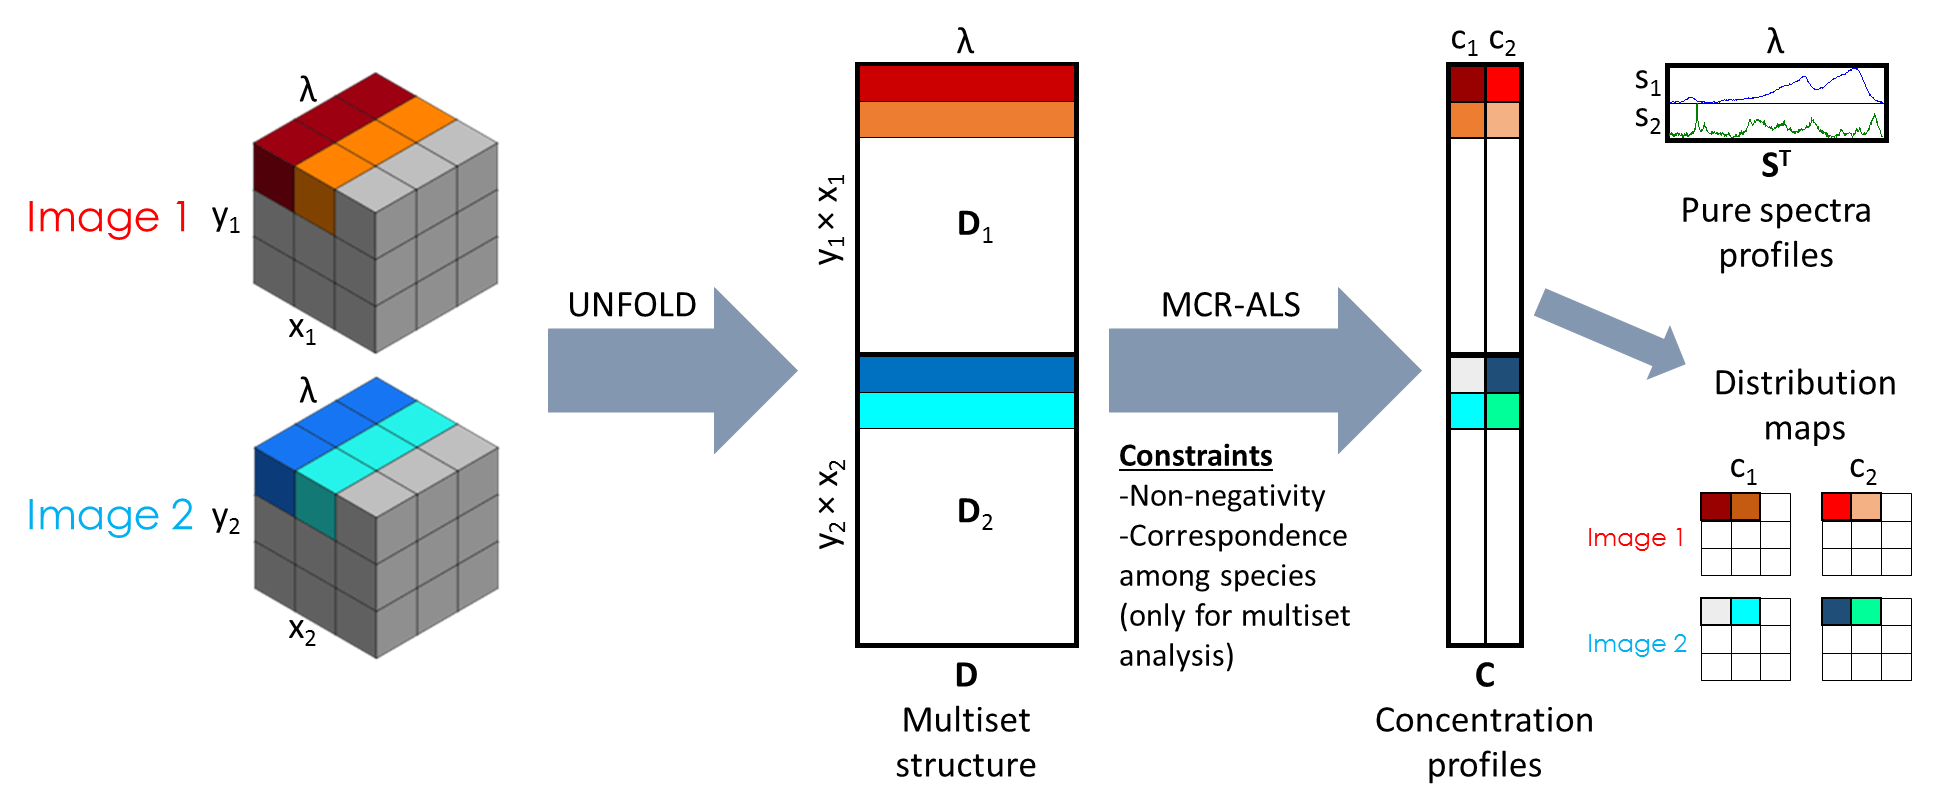 λ
Image 1
y1
x1
λ
Image 2
y2
x2
UNFOLD
λ
y1 × x1
D1
y2 × x2
D2
D
Multiset
structure
MCR-ALS
Constraints
-Non-negativity
-Correspondence
among species
(only for multiset
analysis)
c1 c2
C
Concentration
profiles
λ
s1
s2
S^T
Pure spectra
profiles
Distribution
maps
c1 c2
Image 1
Image 2